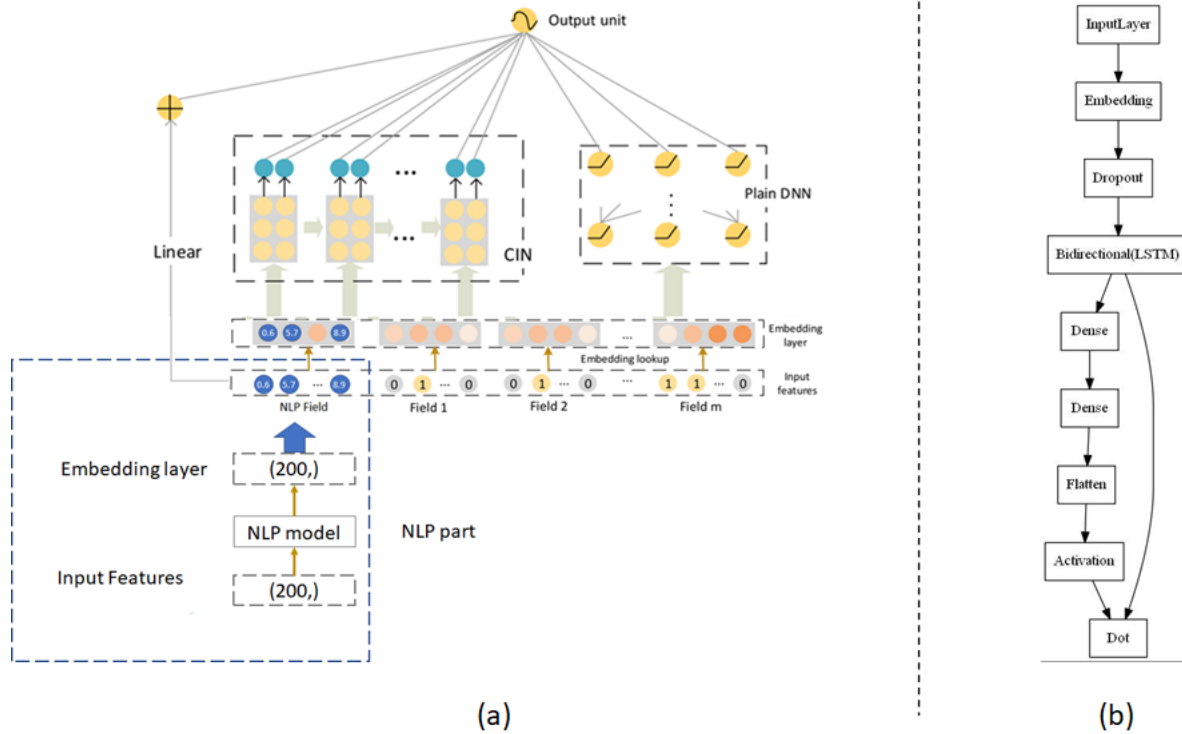 Output unit
Linear
CIN
Plain DNN
...
...
0.6 5.7 8.9
...
Embedding layer
Embedding lookup
0.6 5.7 ... 8.9
0 1 ... 0
0 1 ... 0
...
1 1 ... 0
Input features
NLP Field
Field 1
Field 2
Field m
Embedding layer
(200,)
NLP model
NLP part
Input Features
(200,)
(a)
InputLayer
Embedding
Dropout
Bidirectional(LSTM)
Dense
Dense
Flatten
Activation
Dot
(b)